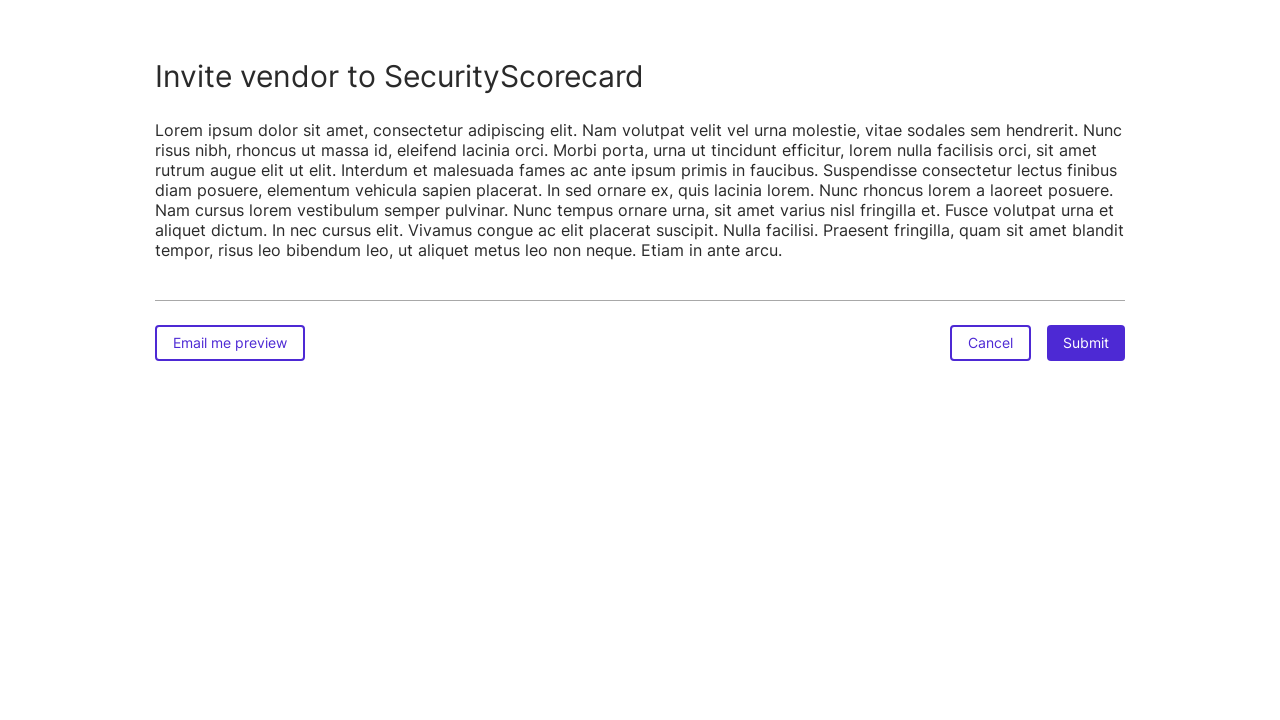 Invite vendor to SecurityScorecard
Lorem ipsum dolor sit amet, consectetur adipiscing elit. Nam volutpat velit vel urna molestie, vitae sodales sem hendrerit. Nunc
risus nibh, rhoncus ut massa id, eleifend lacinia orci. Morbi porta, urna ut tincidunt efficitur, lorem nulla facilisis orci, sit amet
rutrum augue elit ut elit. Interdum et malesuada fames ac ante ipsum primis in faucibus. Suspendisse consectetur lectus finibus
diam posuere, elementum vehicula sapien placerat. In sed ornare ex, quis lacinia lorem. Nunc rhoncus lorem a laoreet posuere.
Nam cursus lorem vestibulum semper pulvinar. Nunc tempus ornare urna, sit amet varius nisl fringilla et. Fusce volutpat urna et
aliquet dictum. In nec cursus elit. Vivamus congue ac elit placerat suscipit. Nulla facilisi. Praesent fringilla, quam sit amet blandit
tempor, risus leo bibendum leo, ut aliquet metus leo non neque. Etiam in ante arcu.
Email me preview
Cancel
Submit